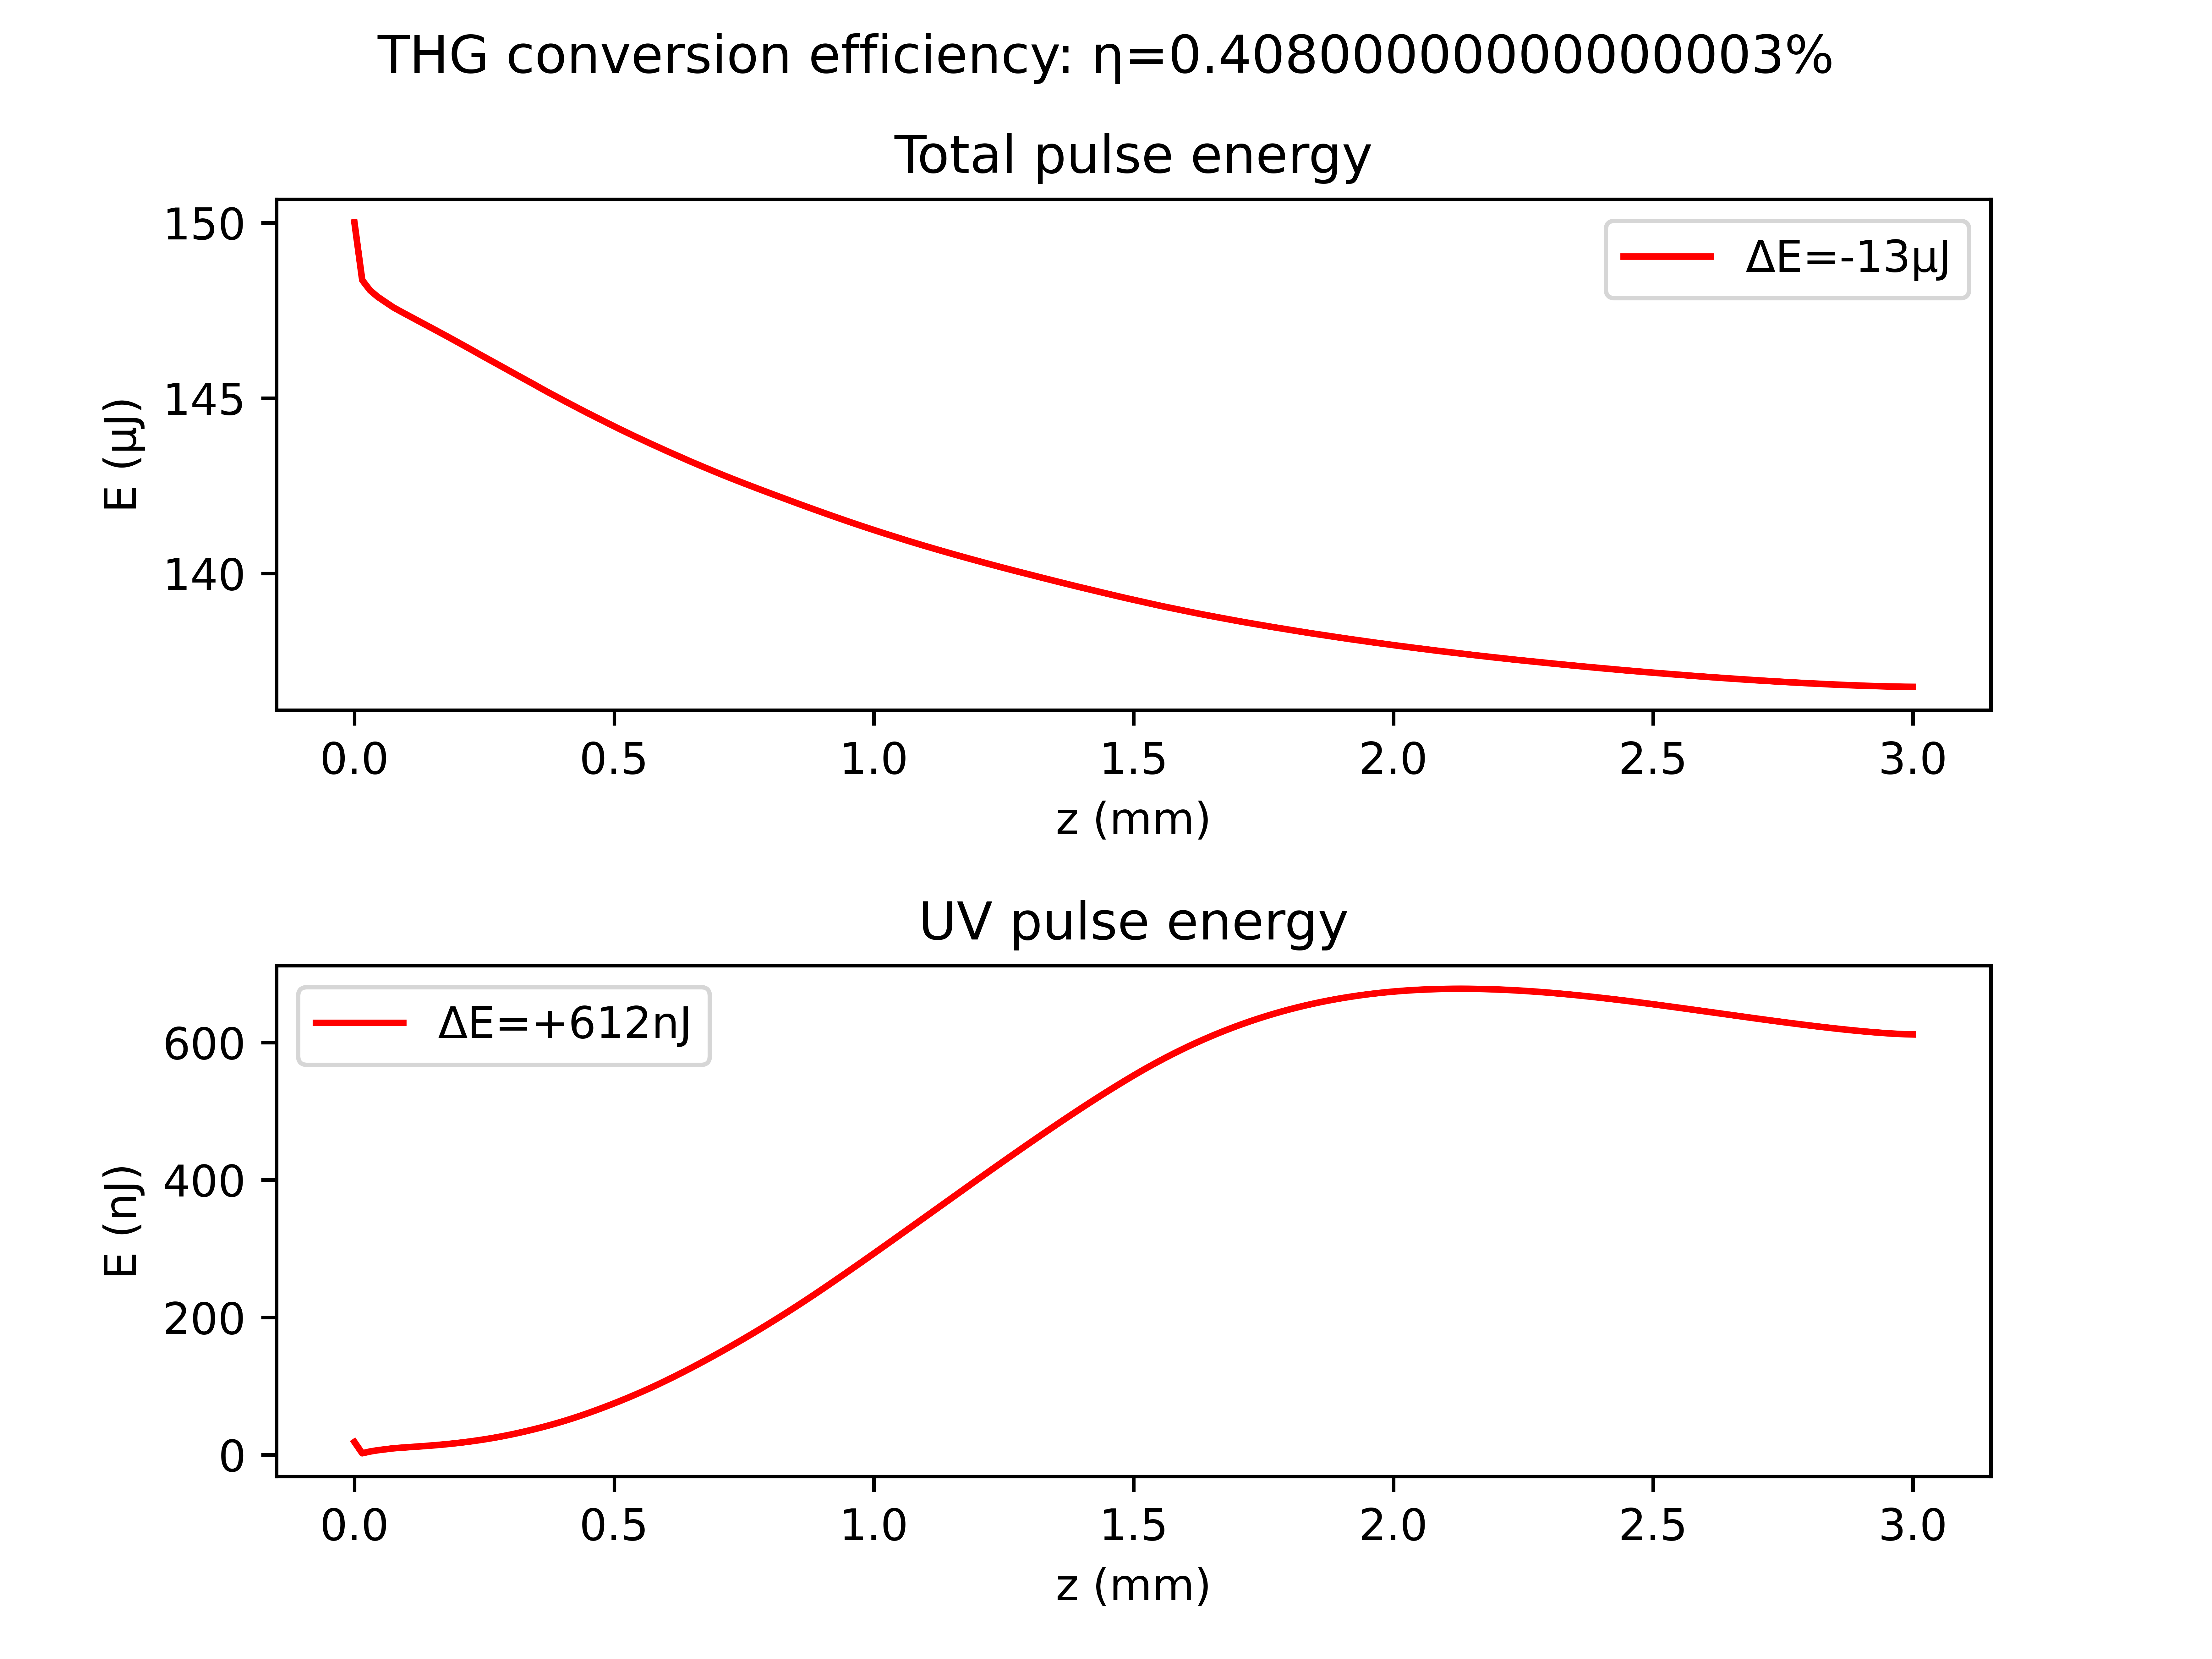 THG conversion efficiency: η=0.40800000000000003%
Total pulse energy
ΔE=-13μJ
E (μJ)
150
145
140
0.0 0.5 1.0 1.5 2.0 2.5 3.0
z (mm)
UV pulse energy
ΔE=+612nJ
E (nJ)
600
400
200
0
0.0 0.5 1.0 1.5 2.0 2.5 3.0
z (mm)